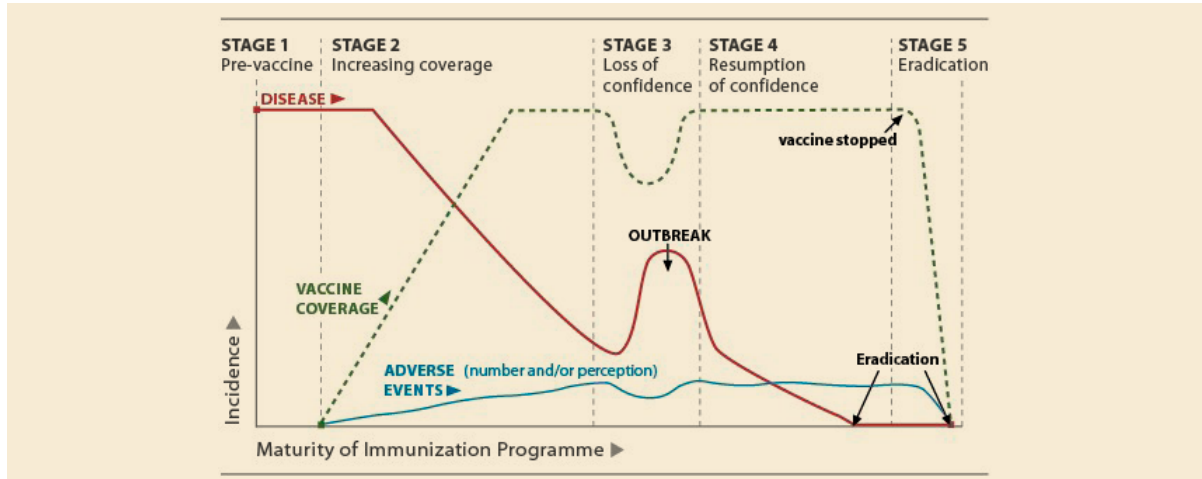 STAGE 1
Pre-vaccine
STAGE 2
Increasing coverage
STAGE 3
Loss of
confidence
STAGE 4
Resumption
of confidence
STAGE 5
Eradication
DISEASE ►
vaccine stopped
OUTBREAK
VACCINE
COVERAGE
ADVERSE (number and/or perception)
EVENTS ►
Eradication
Incidence ►
Maturity of Immunization Programme ►